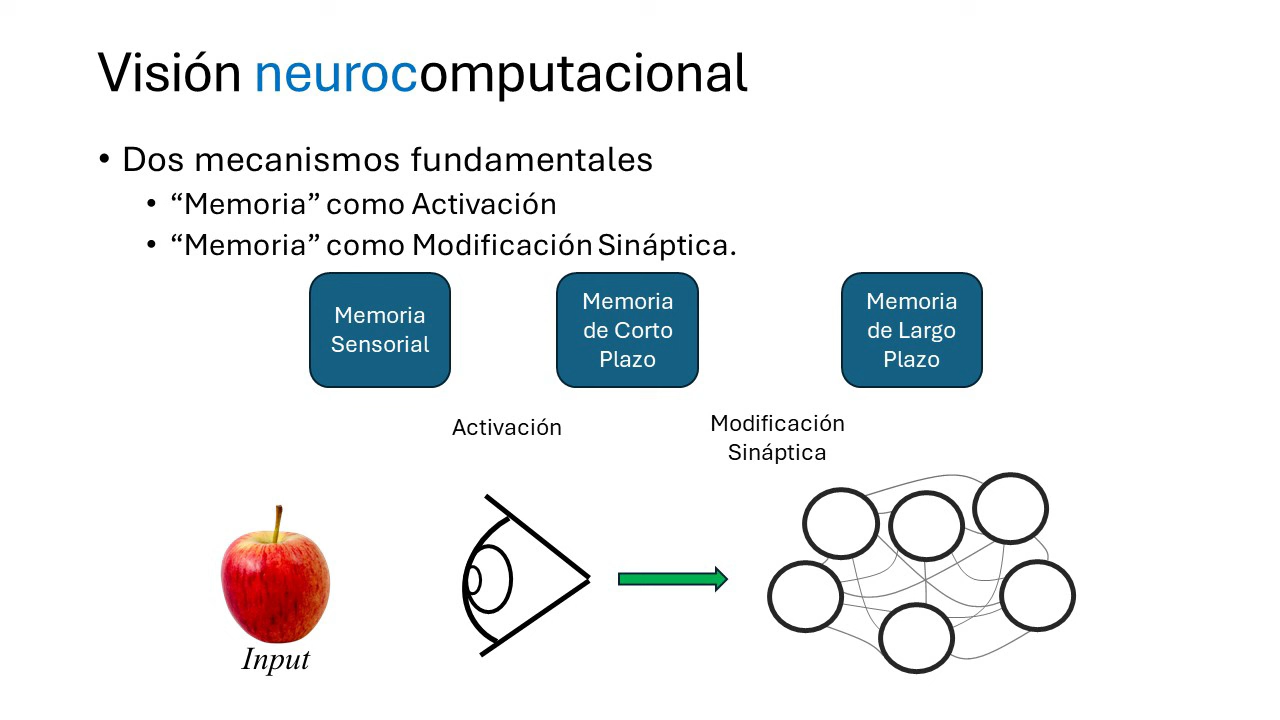 Visión neurocomputacional
• Dos mecanismos fundamentales
• “Memoria” como Activación
• “Memoria” como Modificación Sináptica.
Memoria
Sensorial
Memoria
de Corto
Plazo
Memoria
de Largo
Plazo
Activación
Modificación
Sináptica
Input